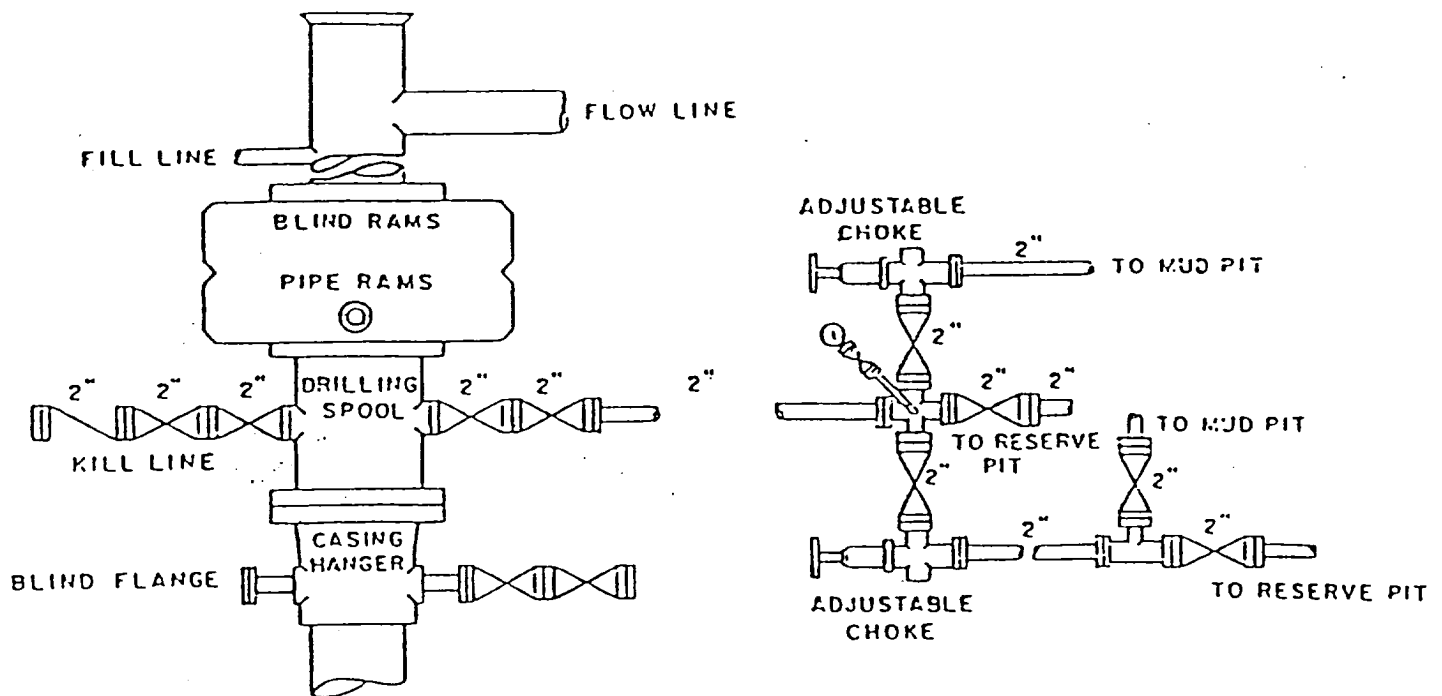 FLOW LINE
FILL LINE
BLIND RAMS
PIPE RAMS
2" 2" 2" DRILLING SPOOL 2" 2" 2"
KILL LINE
CASING
HANGER
BLIND FLANGE
ADJUSTABLE
CHOKE
2"
TO MUD PIT
2"
2" 2"
TO RESERVE
PIT
2"
TO MUD PIT
2"
2"
2"
TO RESERVE PIT
ADJUSTABLE
CHOKE